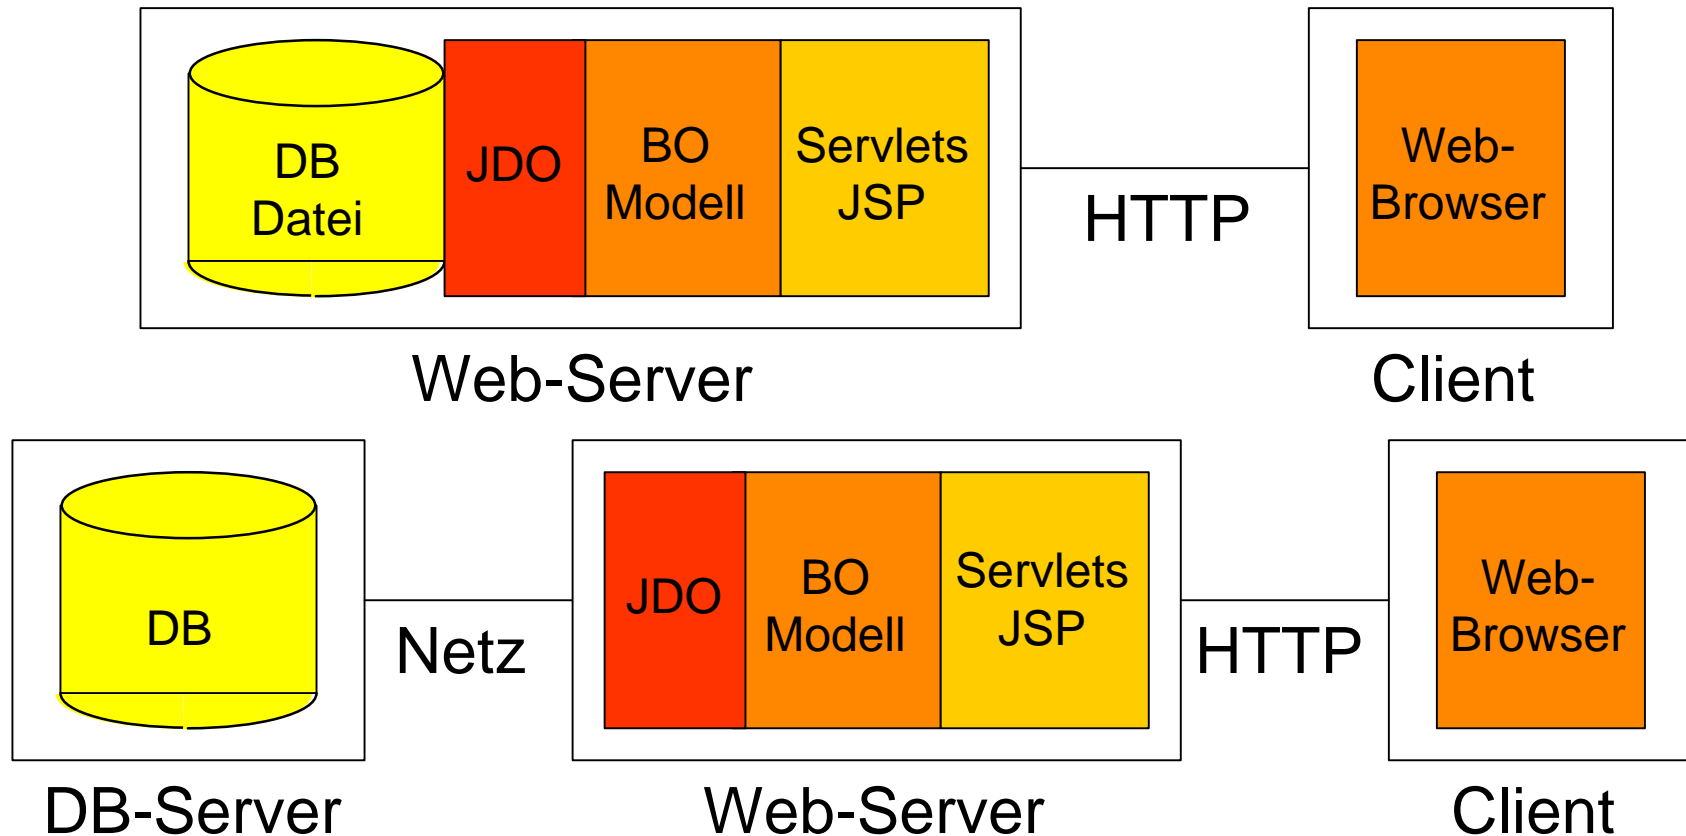 DB
Datei
JDO
BO
Modell
Servlets
JSP
HTTP
Web-
Browser
Web-Server
Client
DB
Netz
JDO
BO
Modell
Servlets
JSP
HTTP
Web-
Browser
DB-Server
Web-Server
Client